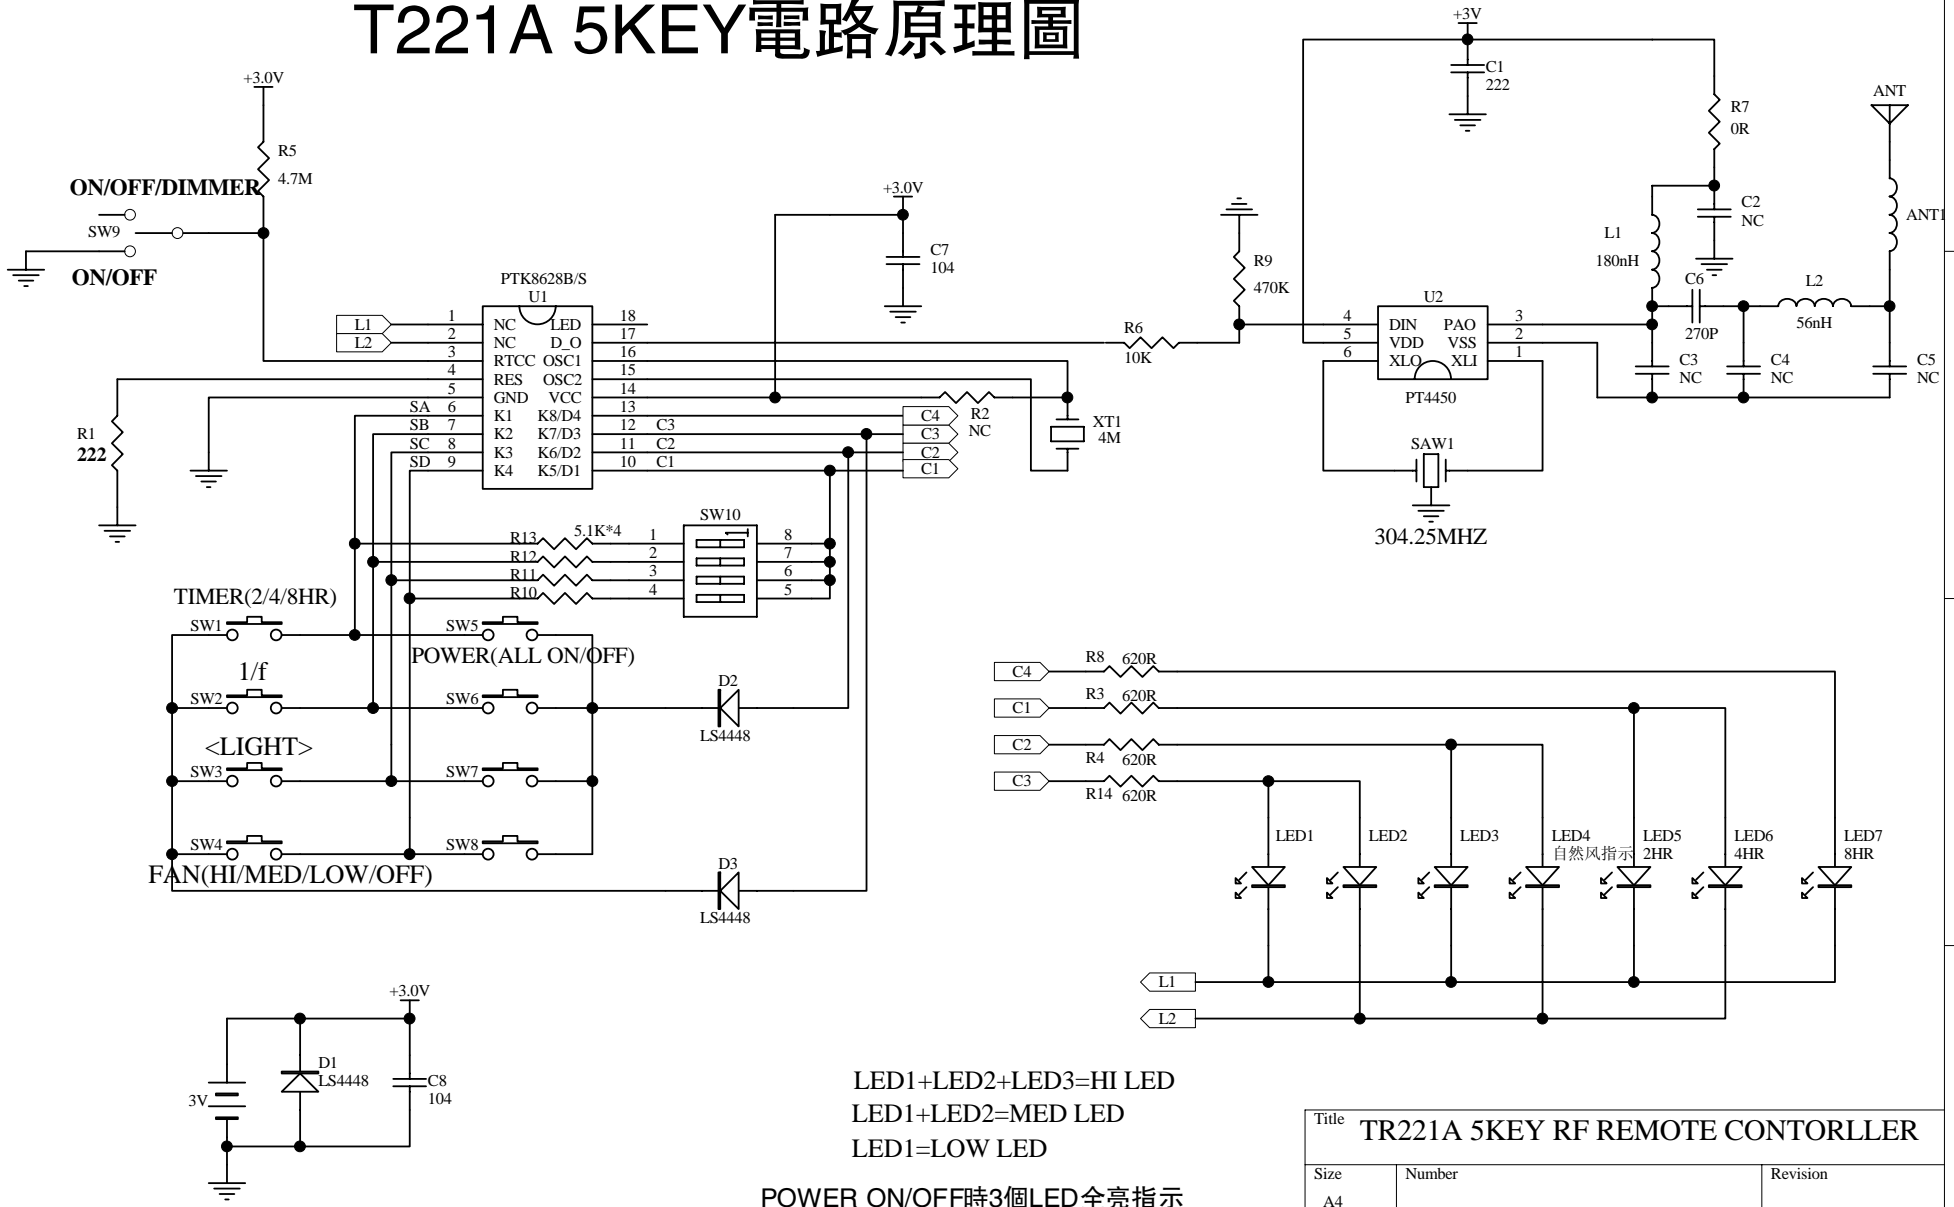 T221A 5KEY電路原理圖
+3.0V
R5
4.7M
ON/OFF/DIMMER
SW9
ON/OFF
R1
222
PTK8628B/S
U1
L1
L2
1
2
3
4
5
6
7
8
9
SA
SB
SC
SD
NC
NC
RTCC
RES
GND
K1
K2
K3
K4
LED
D_O
OSC1
OSC2
VCC
K8/D4
K7/D3
K6/D2
K5/D1
18
17
16
15
14
13
12
11
10
C3
C2
C1
C4
C3
C2
C1
+3.0V
C7
104
R2
NC
XT1
4M
R6
10K
R9
470K
+3V
C1
222
R7
0R
C2
NC
L1
180nH
C6
270P
L2
56nH
ANT
ANT1
C3
NC
C4
NC
C5
NC
U2
4
5
6
DIN
VDD
XLO
PAO
VSS
XLI
3
2
1
PT4450
SAW1
304.25MHZ
SW10
R13
R12
R11
R10
5.1K*4
1
2
3
4
8
7
6
5
TIMER(2/4/8HR)
SW1
SW5
POWER(ALL ON/OFF)
1/f
SW2
SW6
<LIGHT>
SW3
SW7
SW4
SW8
FAN(HI/MED/LOW/OFF)
D2
LS4448
D3
LS4448
C4
R8
620R
C1
R3
620R
C2
R4
620R
C3
R14
620R
LED1
LED2
LED3
LED4
自然风指示
LED5
2HR
LED6
4HR
LED7
8HR
L1
L2
+3.0V
3V
D1
LS4448
C8
104
LED1+LED2+LED3=HI LED
LED1+LED2=MED LED
LED1=LOW LED
POWER ON/OFF時3個LED全亮指示
Title
TR221A 5KEY RF REMOTE CONTORLLER
Size
Number
Revision
A4